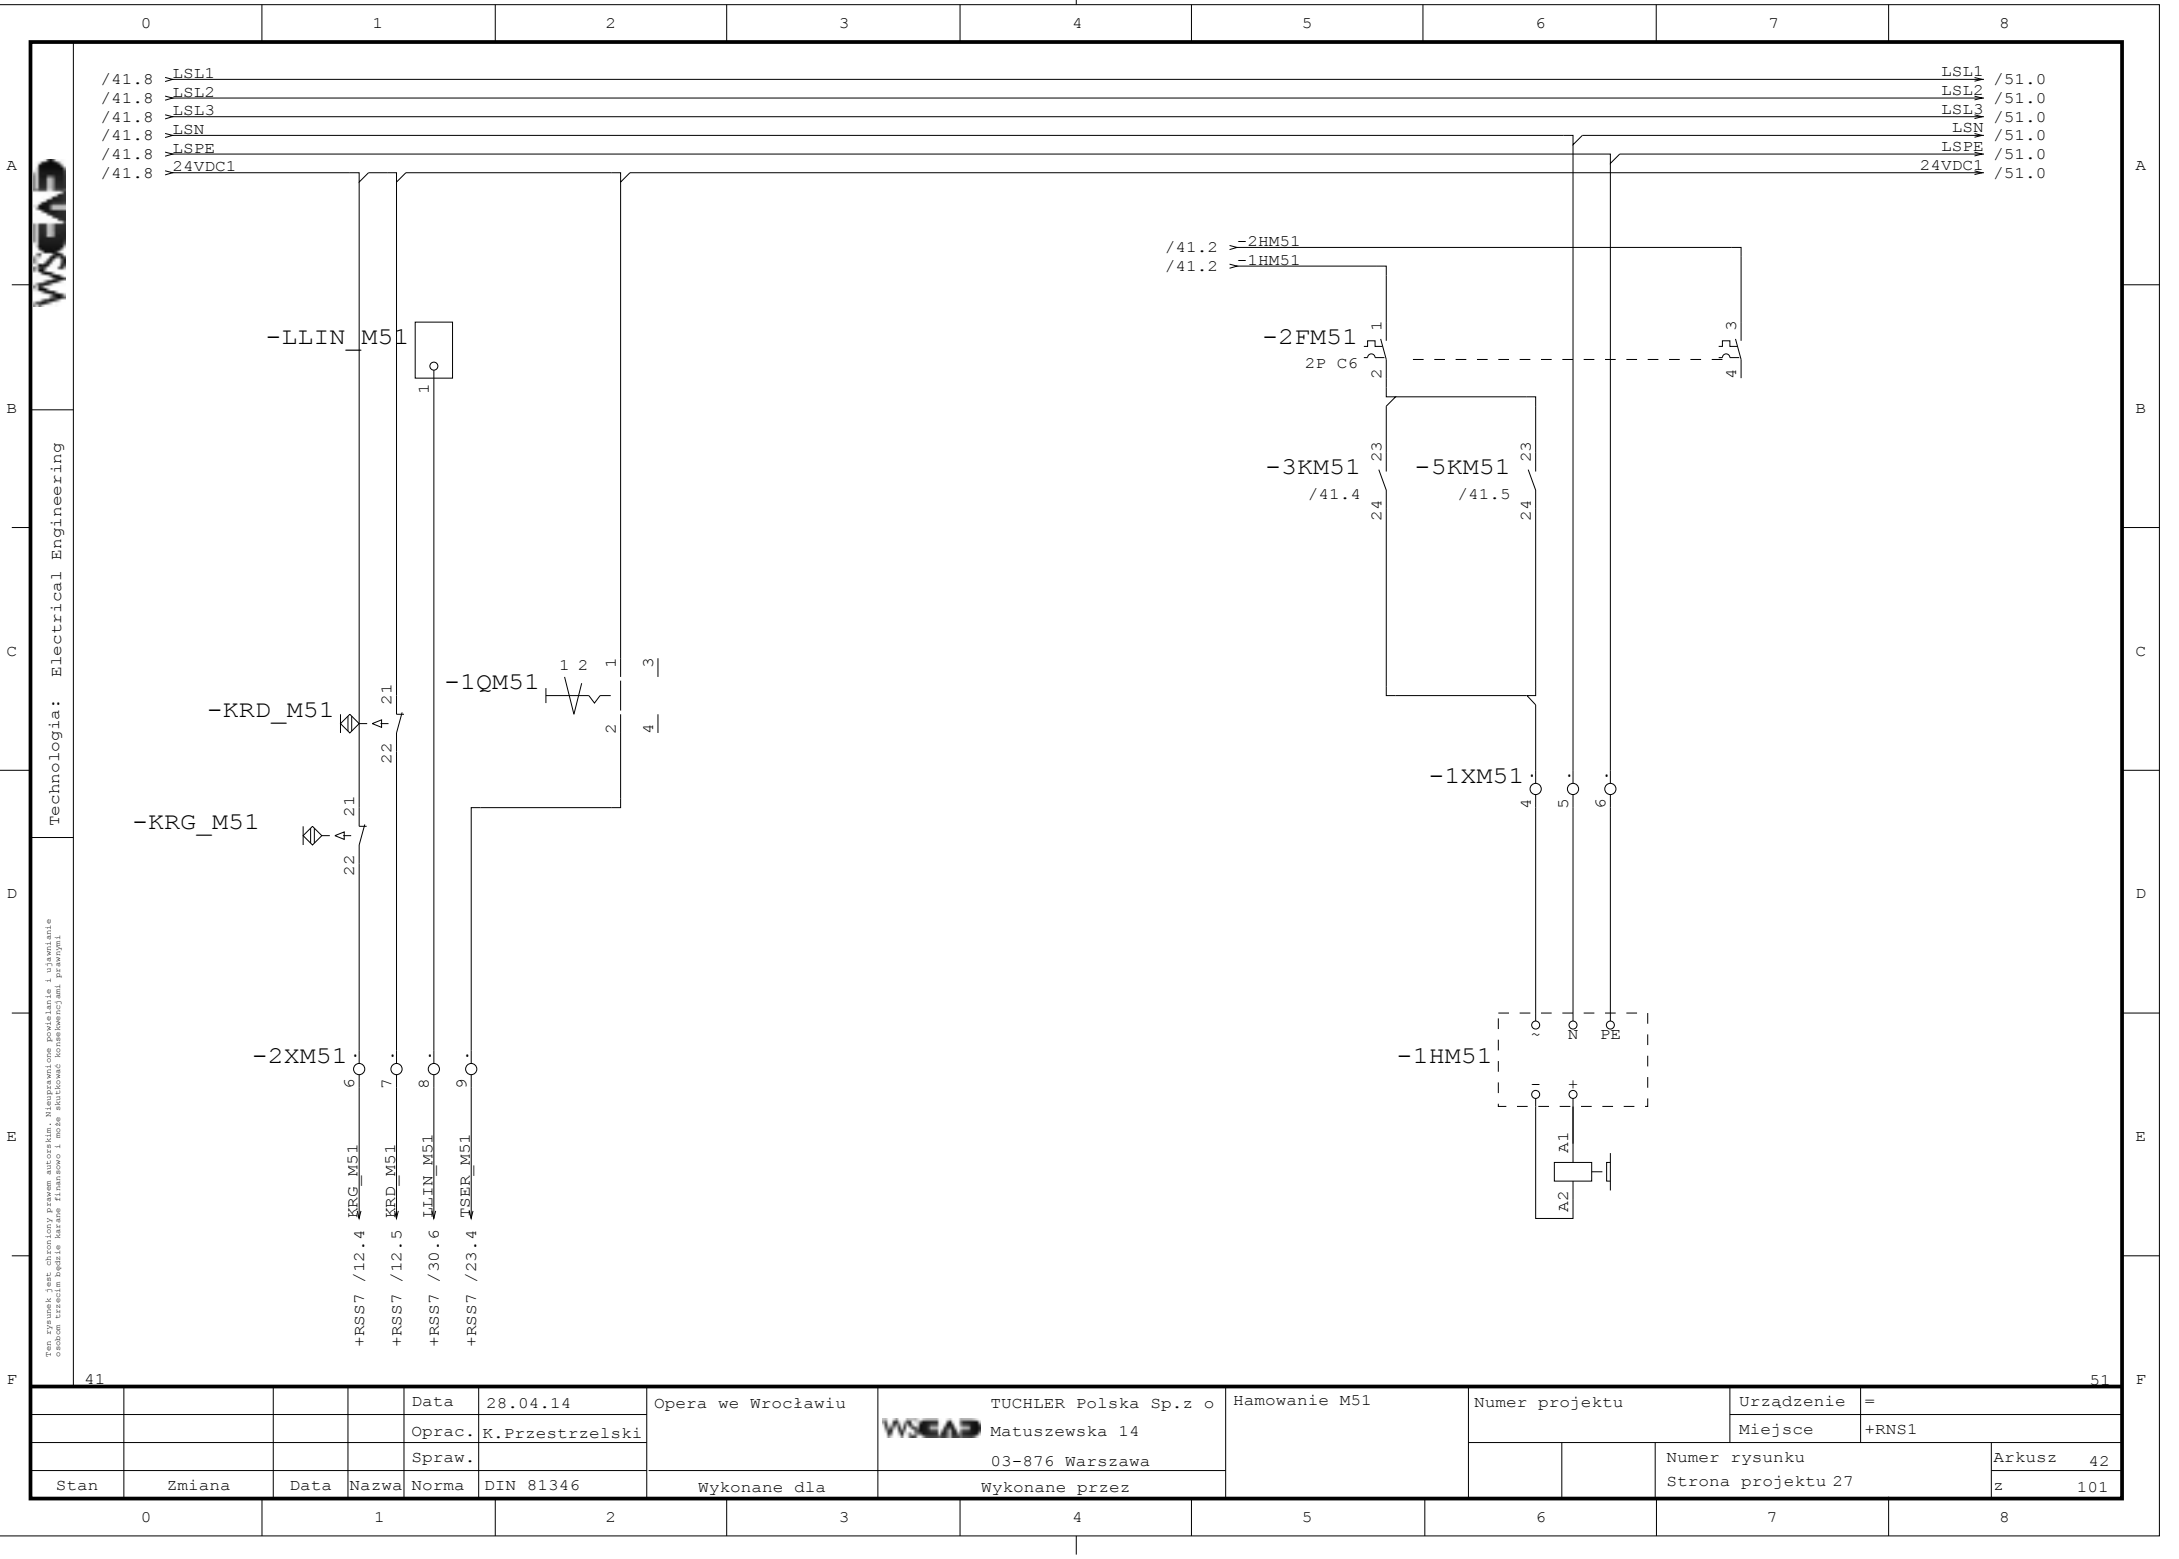 0 1 2 3 4 5 6 7 8
/41.8 LSL1 LSL1 /51.0
/41.8 LSL2 LSL2 /51.0
/41.8 LSL3 LSL3 /51.0
/41.8 LSN LSN /51.0
/41.8 LSPE LSPE /51.0
/41.8 24VDC1 24VDC1 /51.0
A A
WSCAD
/41.2 -2HM51
/41.2 -1HM51
-LLIN_M51
1
-2FM51
2P C6
1
2
3
4
B B
-3KM51
/41.4
23
24
-5KM51
/41.5
23
24
Technologia: Electrical Engineering
C C
-1QM51
1 2
1
2
3
4
-KRD_M51
21
22
-KRG_M51
21
22
-1XM51
4
5
6
D D
Ten rysunek jest chroniony prawem autorskim. Nieuprawnione powielanie i ujawnianie
osobom trzecim będzie karane finansowo i może skutkować konsekwencjami prawnymi
-2XM51
6
7
8
9
-1HM51
~ N PE
- +
A1
A2
E E
KRG_M51
KRD_M51
LLIN_M51
TSER_M51
+RSS7 /12.4
+RSS7 /12.5
+RSS7 /30.6
+RSS7 /23.4
F F
41 51
Data 28.04.14
Oprac. K.Przestrzelski
Spraw.
Stan Zmiana Data Nazwa Norma DIN 81346
Opera we Wrocławiu
Wykonane dla
WSCAD
TUCHLER Polska Sp.z o
Matuszewska 14
03-876 Warszawa
Wykonane przez
Hamowanie M51
Numer projektu
Urządzenie =
Miejsce +RNS1
Numer rysunku
Strona projektu 27
Arkusz 42
z 101
0 1 2 3 4 5 6 7 8